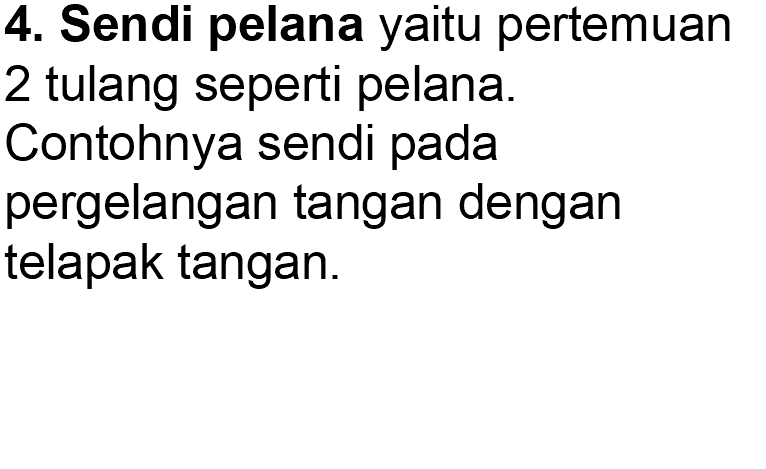 4. Sendi pelana yaitu pertemuan
2 tulang seperti pelana.
Contohnya sendi pada
pergelangan tangan dengan
telapak tangan.